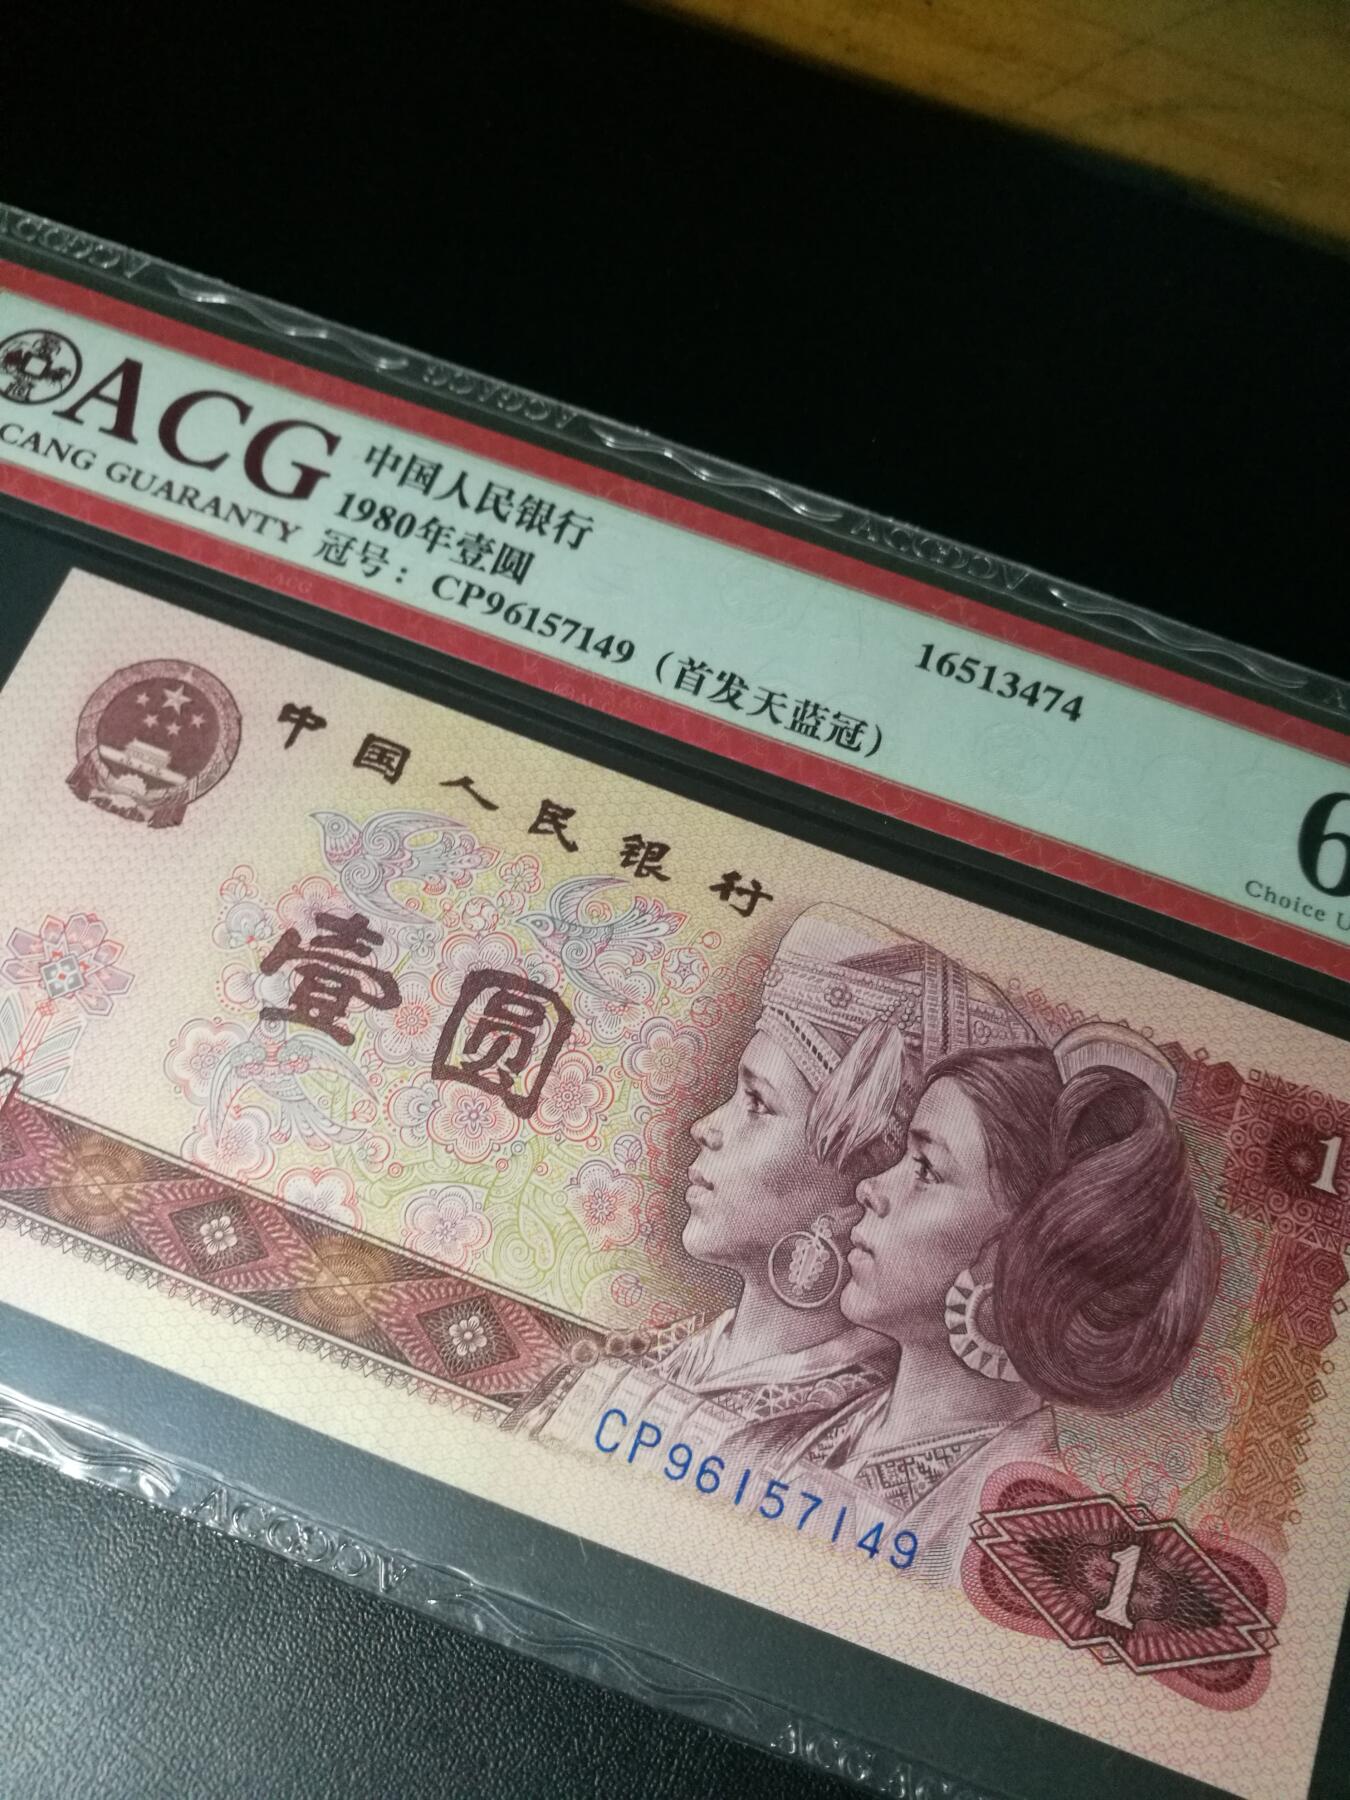 ACG
CANG GUARANTY
中国人民银行
1980年壹圆
冠号：CP96157149（首发天蓝冠）
16513474
6
Choice U
中国人民银行
壹圆
1
CP96157149
1